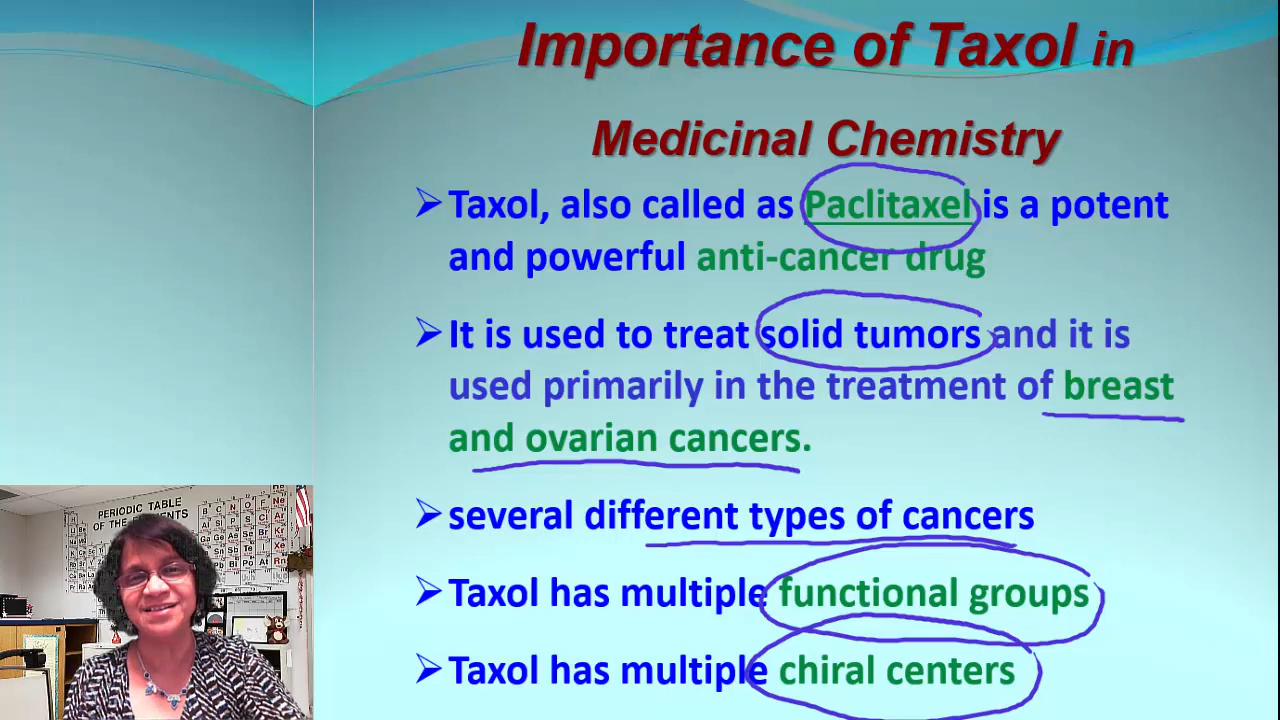 Importance of Taxol in
Medicinal Chemistry
Taxol, also called as Paclitaxel is a potent
and powerful anti-cancer drug
It is used to treat solid tumors and it is
used primarily in the treatment of breast
and ovarian cancers.
several different types of cancers
Taxol has multiple functional groups
Taxol has multiple chiral centers
PERIODIC TABLE